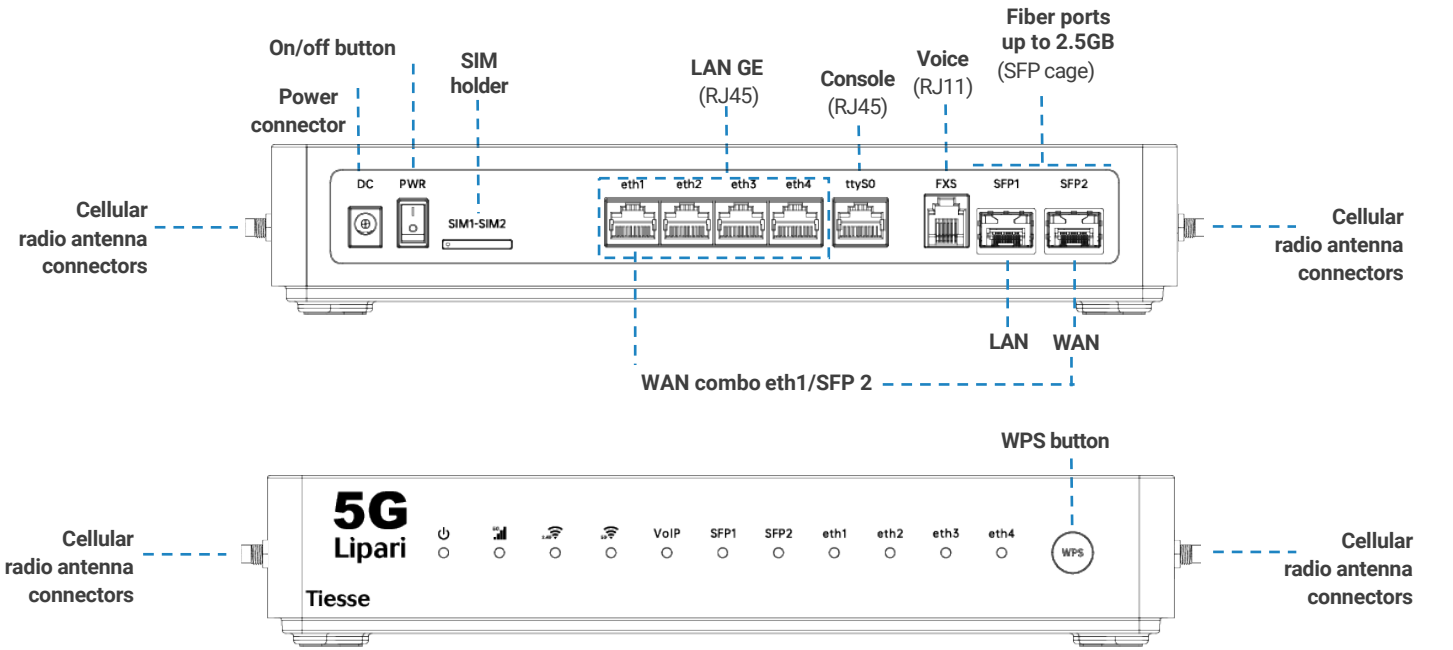 Fiber ports
up to 2.5GB
(SFP cage)
On/off button
SIM
holder
Voice
(RJ11)
LAN GE
(RJ45)
Console
(RJ45)
Power
connector
DC PWR eth1 eth2 eth3 eth4 ttyS0 FXS SFP1 SFP2
SIM1-SIM2
Cellular
radio antenna
connectors
Cellular
radio antenna
connectors
LAN WAN
WAN combo eth1/SFP 2
WPS button
5G
Lipari
VoIP SFP1 SFP2 eth1 eth2 eth3 eth4
WPS
Tiesse
Cellular
radio antenna
connectors
Cellular
radio antenna
connectors